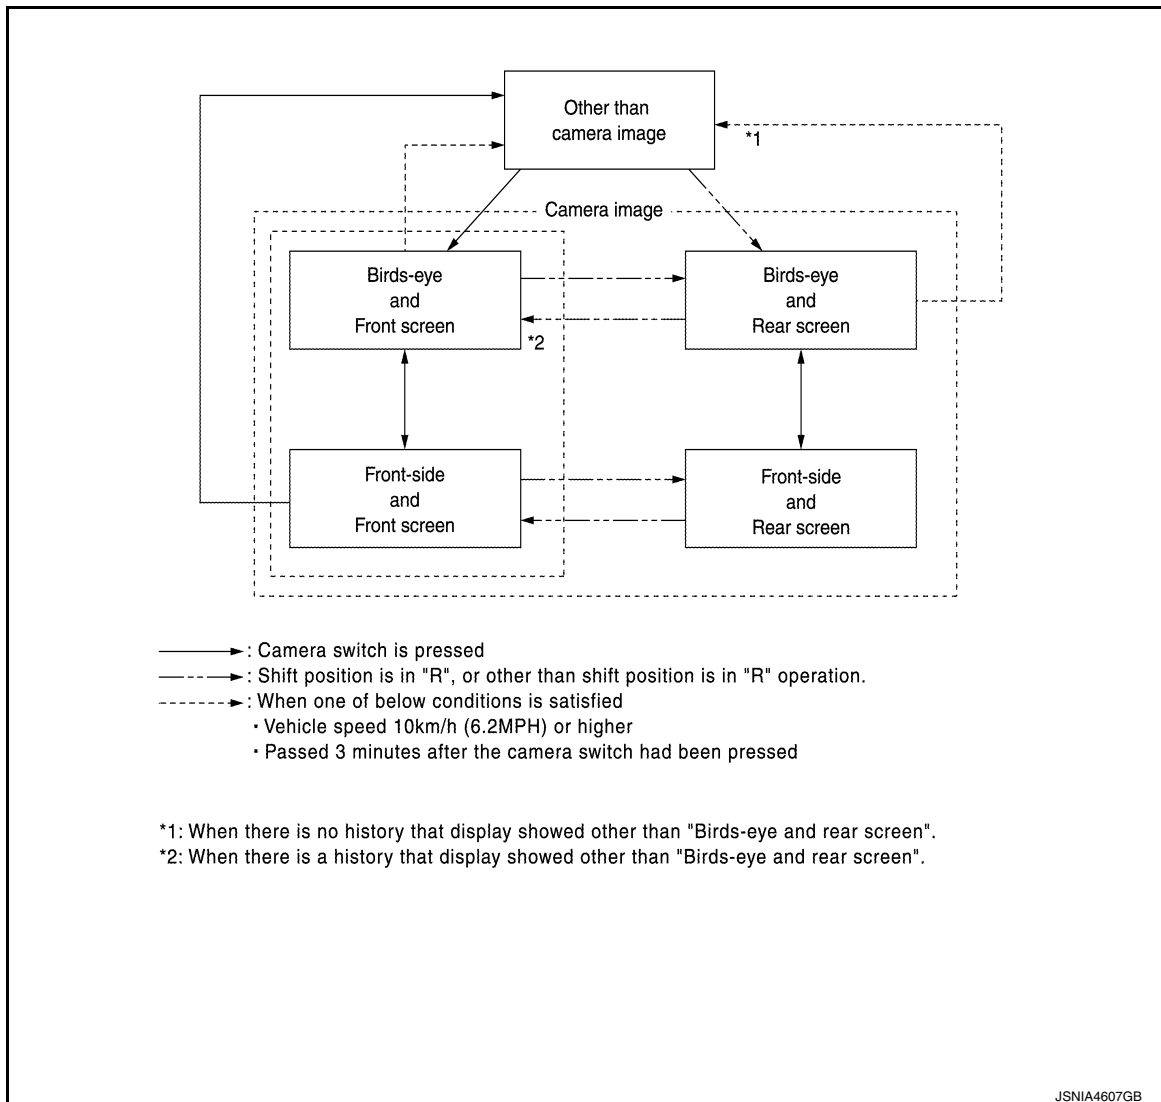 Other than
camera image
*1
Camera image
Birds-eye
and
Front screen
Birds-eye
and
Rear screen
*2
Front-side
and
Front screen
Front-side
and
Rear screen
: Camera switch is pressed
: Shift position is in "R", or other than shift position is in "R" operation.
: When one of below conditions is satisfied
· Vehicle speed 10km/h (6.2MPH) or higher
· Passed 3 minutes after the camera switch had been pressed
*1: When there is no history that display showed other than "Birds-eye and rear screen".
*2: When there is a history that display showed other than "Birds-eye and rear screen".
JSNIA4607GB